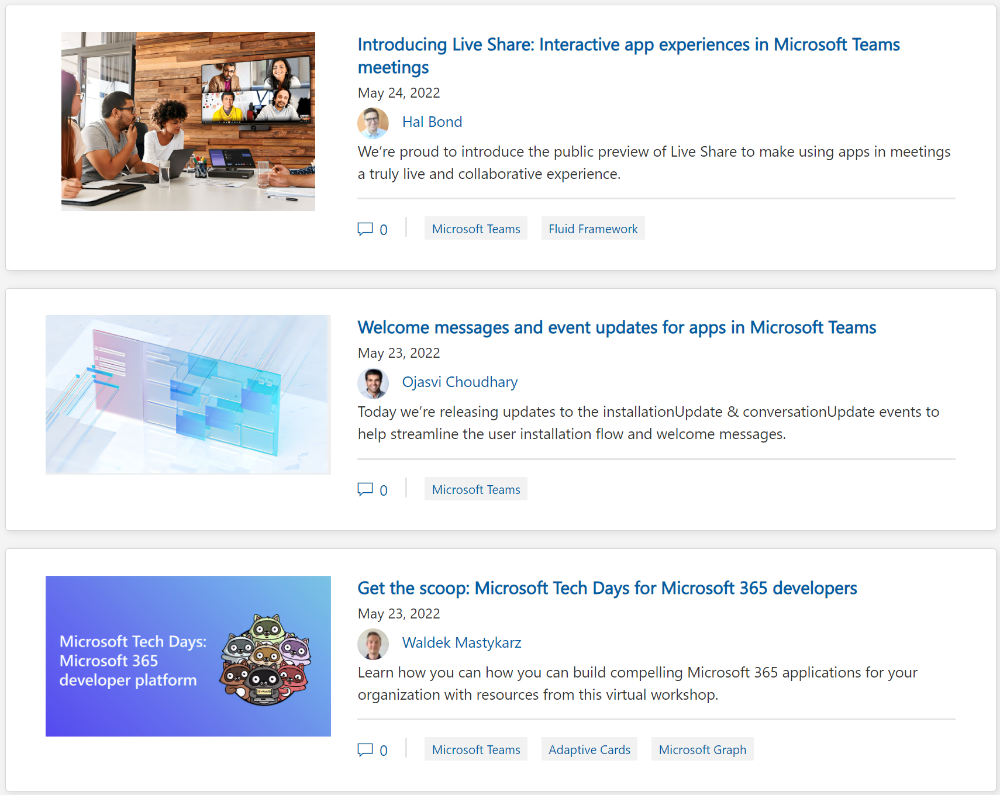 Introducing Live Share: Interactive app experiences in Microsoft Teams
meetings
May 24, 2022
Hal Bond
We’re proud to introduce the public preview of Live Share to make using apps in meetings
a truly live and collaborative experience.
0
Microsoft Teams
Fluid Framework
Welcome messages and event updates for apps in Microsoft Teams
May 23, 2022
Ojasvi Choudhary
Today we’re releasing updates to the installationUpdate & conversationUpdate events to
help streamline the user installation flow and welcome messages.
0
Microsoft Teams
Microsoft Tech Days:
Microsoft 365
developer platform
Get the scoop: Microsoft Tech Days for Microsoft 365 developers
May 23, 2022
Waldek Mastykarz
Learn how you can how you can build compelling Microsoft 365 applications for your
organization with resources from this virtual workshop.
0
Microsoft Teams
Adaptive Cards
Microsoft Graph